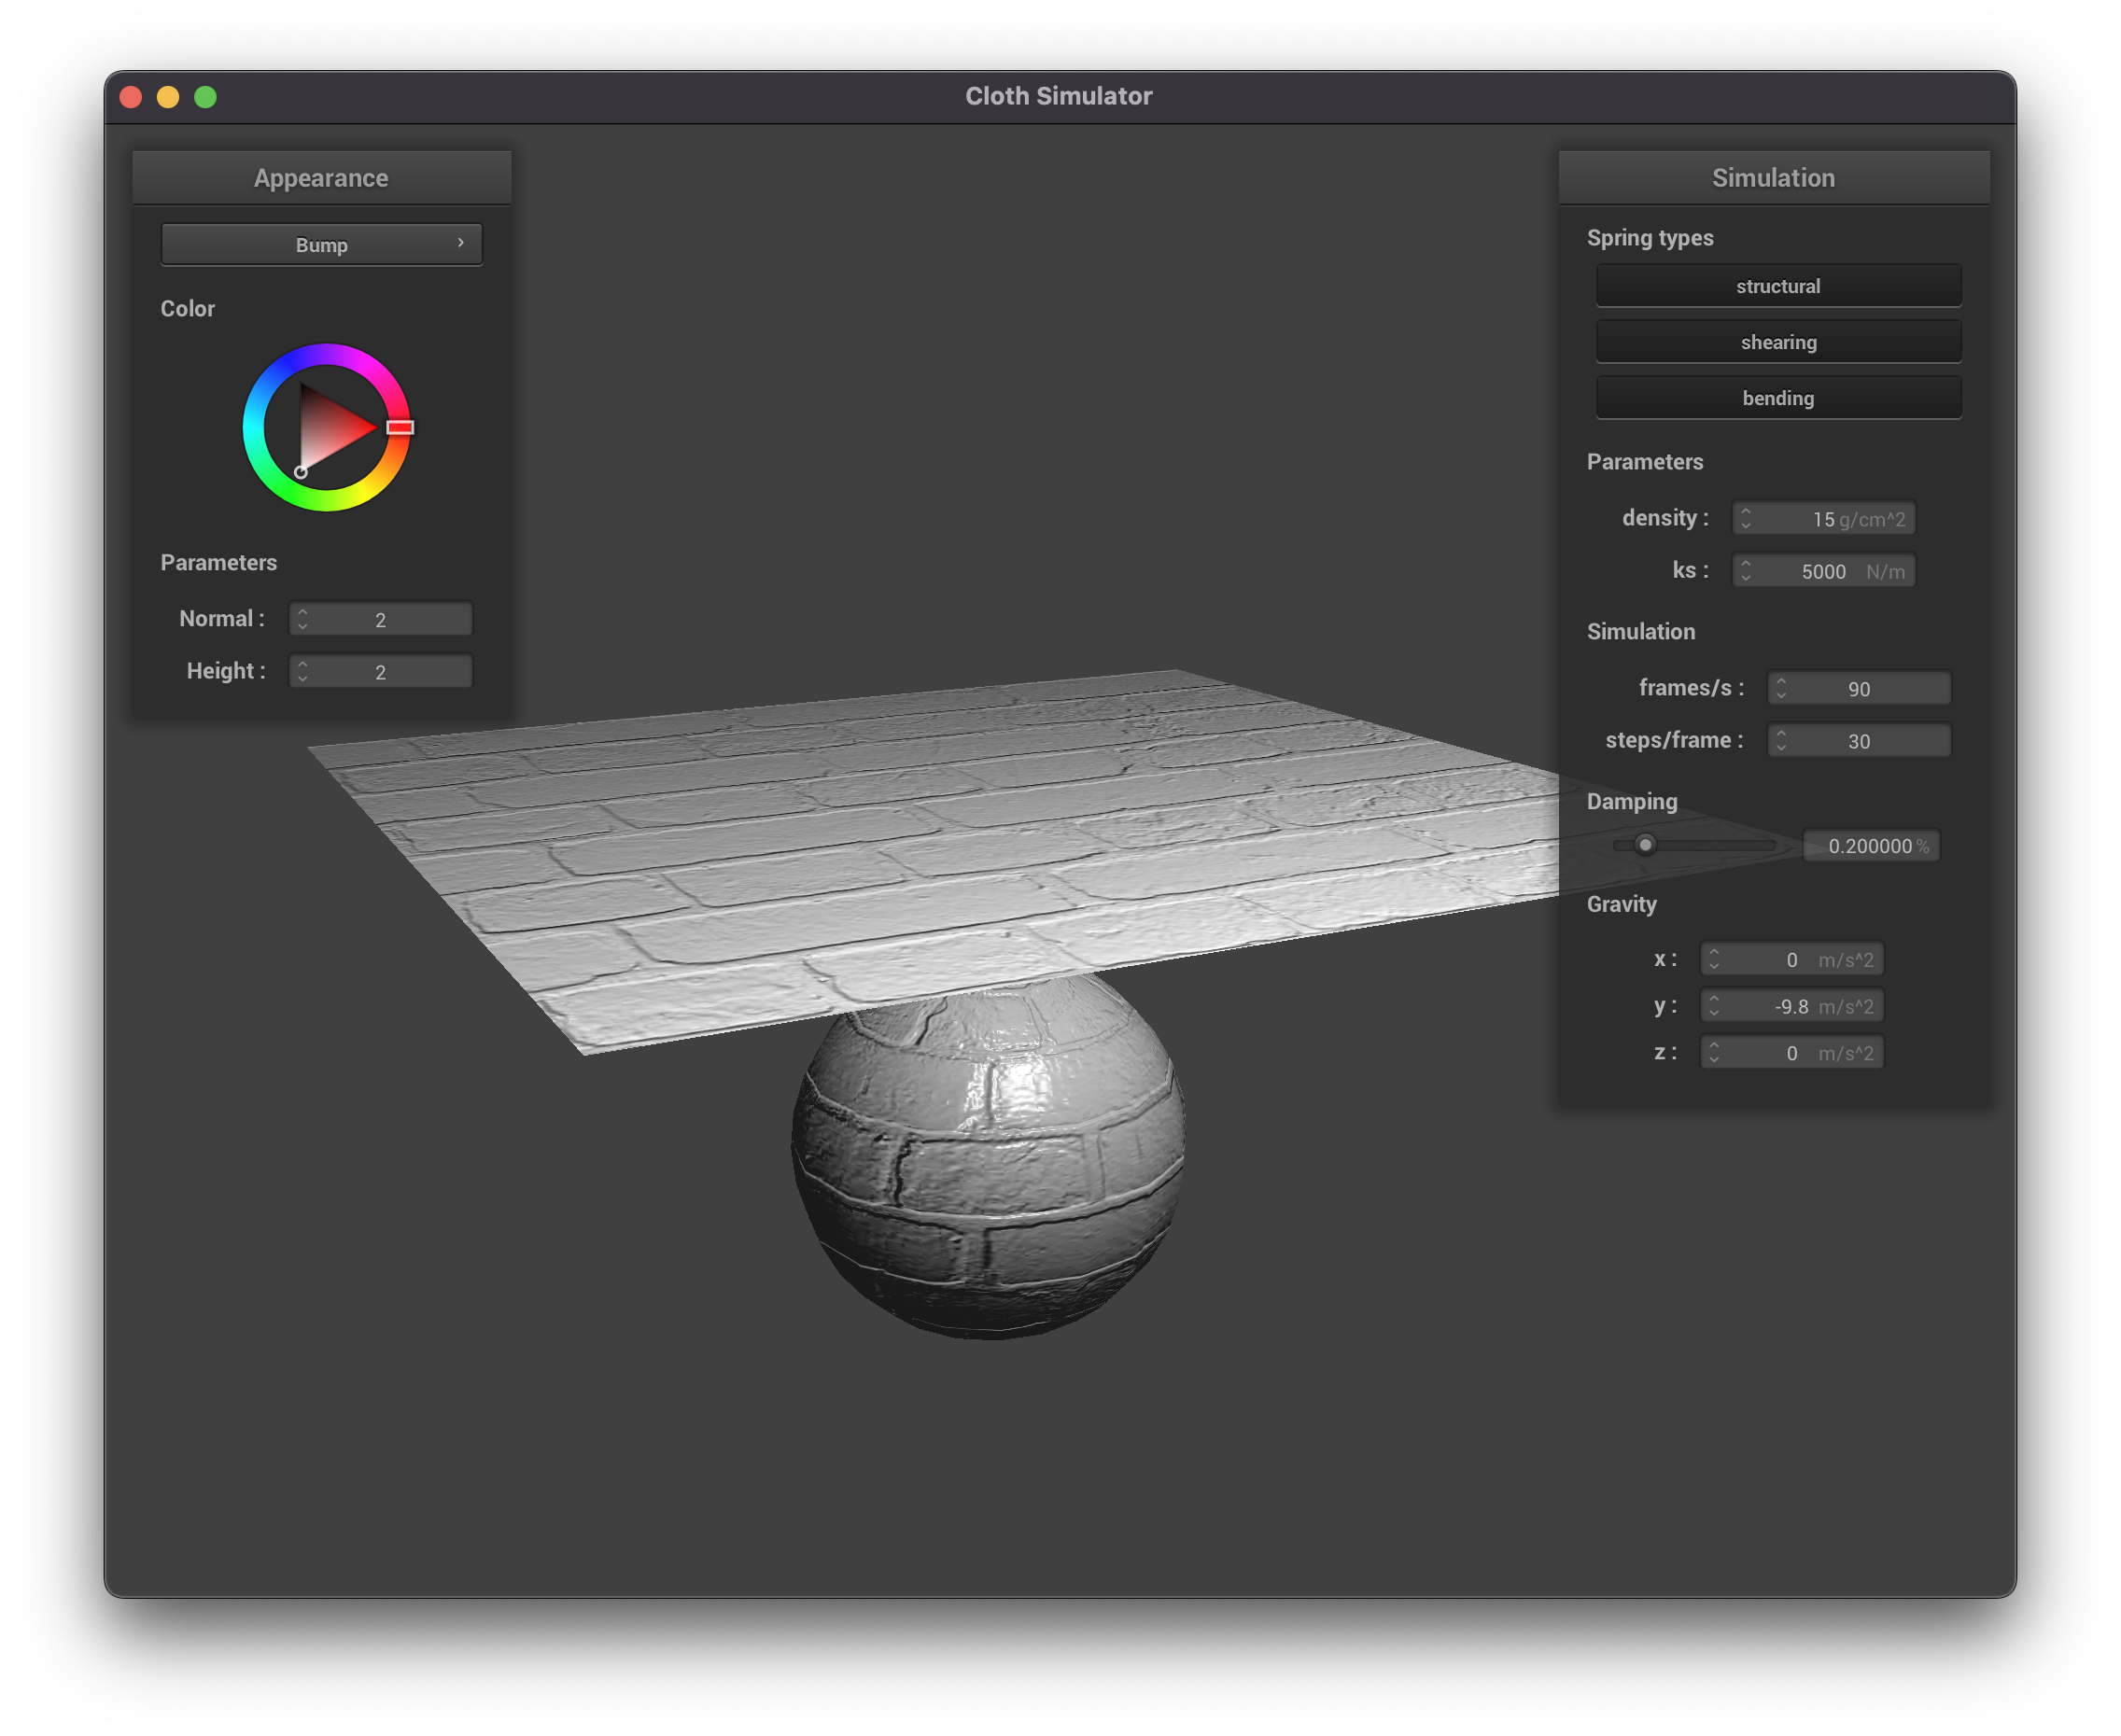 Cloth Simulator
Appearance
Bump
Color
Parameters
Normal : 2
Height : 2
Simulation
Spring types
structural
shearing
bending
Parameters
density : 15 g/cm^2
ks : 5000 N/m
Simulation
frames/s : 90
steps/frame : 30
Damping
0.200000 %
Gravity
x : 0 m/s^2
y : -9.8 m/s^2
z : 0 m/s^2